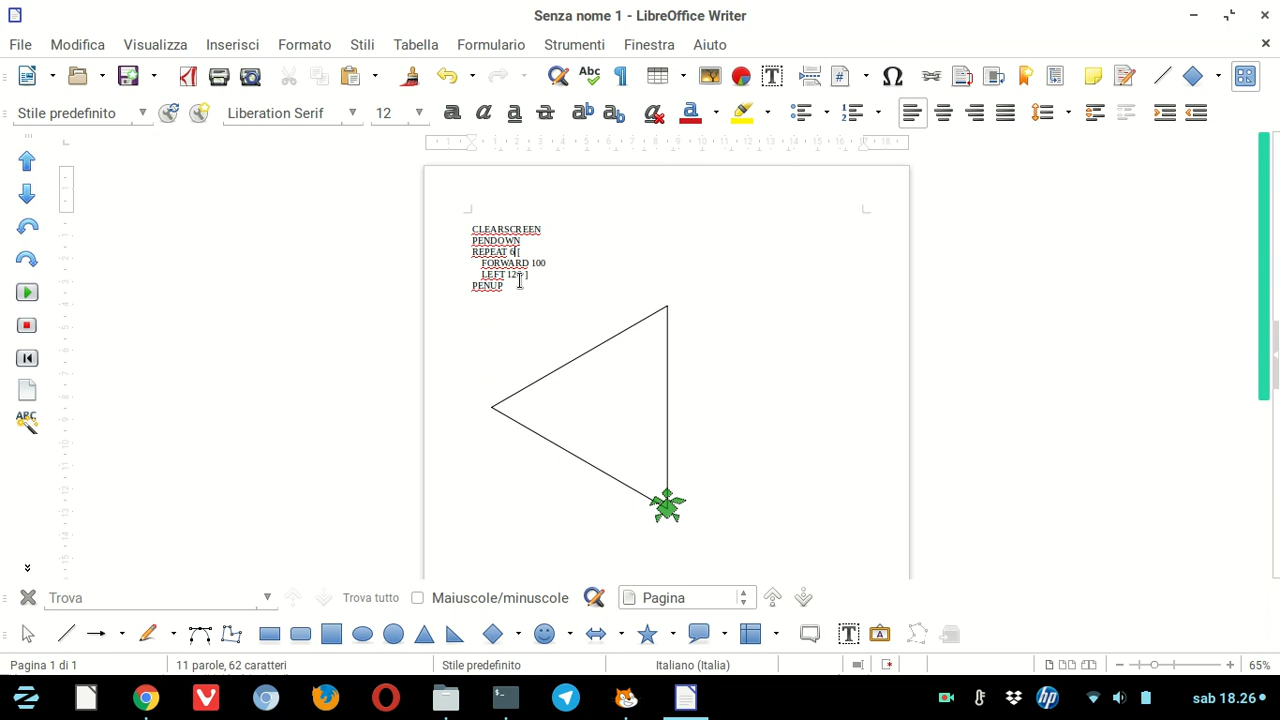 Senza nome 1 - LibreOffice Writer
File Modifica Visualizza Inserisci Formato Stili Tabella Formulario Strumenti Finestra Aiuto
Stile predefinito Liberation Serif 12
CLEARSCREEN
PENDOWN
REPEAT 6[
FORWARD 100
LEFT 120 ]
PENUP
Trova Trova tutto Maiuscole/minuscole Pagina
Pagina 1 di 1 11 parole, 62 caratteri Stile predefinito Italiano (Italia) 65%
sab 18.26